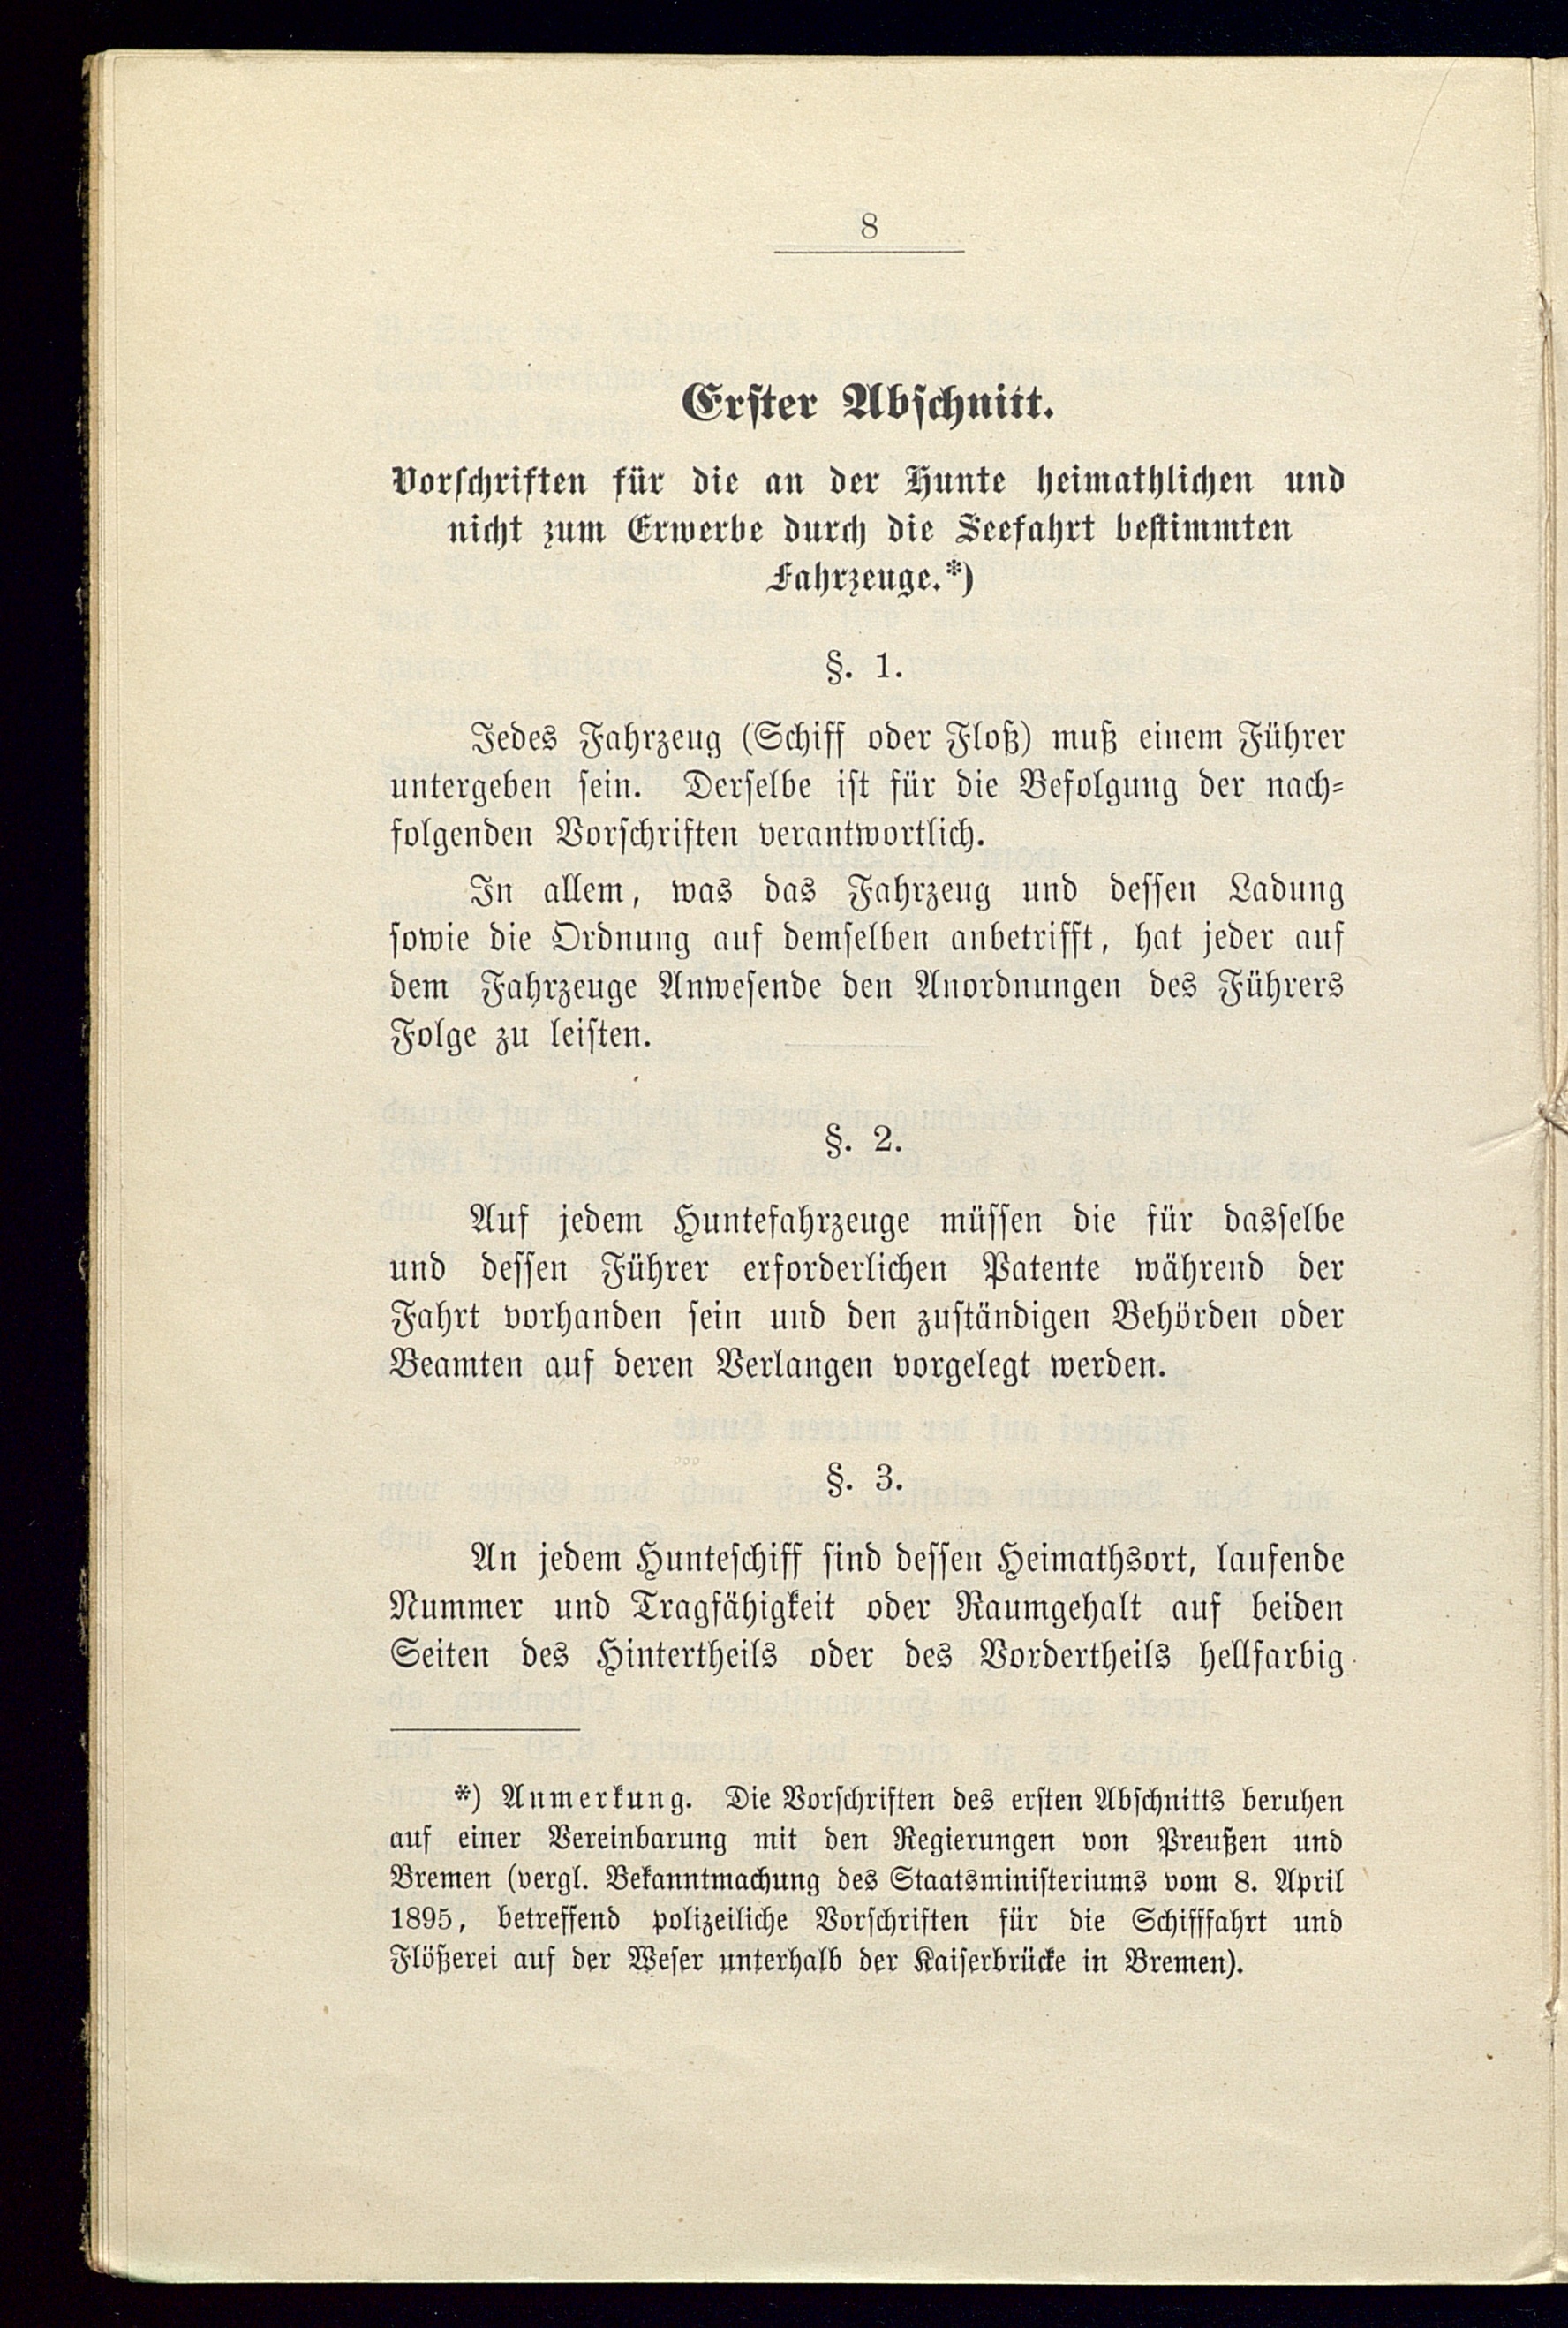 8
Erster Abschnitt.
Vorschriften für die an der Hunte heimathlichen und
nicht zum Erwerbe durch die Seefahrt bestimmten
Fahrzeuge.*)
§. 1.
Jedes Fahrzeug (Schiff oder Floß) muß einem Führer
untergeben sein. Derselbe ist für die Befolgung der nach-
folgenden Vorschriften verantwortlich.
In allem, was das Fahrzeug und dessen Ladung
sowie die Ordnung auf demselben anbetrifft, hat jeder auf
dem Fahrzeuge Anwesende den Anordnungen des Führers
Folge zu leisten.
§. 2.
Auf jedem Huntefahrzeuge müssen die für dasselbe
und dessen Führer erforderlichen Patente während der
Fahrt vorhanden sein und den zuständigen Behörden oder
Beamten auf deren Verlangen vorgelegt werden.
§. 3.
An jedem Hunteschiff sind dessen Heimathsort, laufende
Nummer und Tragfähigkeit oder Raumgehalt auf beiden
Seiten des Hintertheils oder des Vordertheils hellfarbig
*) Anmerkung. Die Vorschriften des ersten Abschnitts beruhen
auf einer Vereinbarung mit den Regierungen von Preußen und
Bremen (vergl. Bekanntmachung des Staatsministeriums vom 8. April
1895, betreffend polizeiliche Vorschriften für die Schifffahrt und
Flößerei auf der Weser unterhalb der Kaiserbrücke in Bremen).